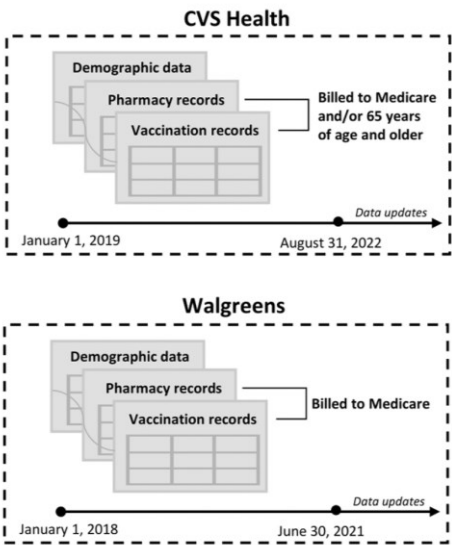 CVS Health
Demographic data
Pharmacy records
Vaccination records
Billed to Medicare
and/or 65 years
of age and older
Data updates
January 1, 2019
August 31, 2022
Walgreens
Demographic data
Pharmacy records
Vaccination records
Billed to Medicare
Data updates
January 1, 2018
June 30, 2021